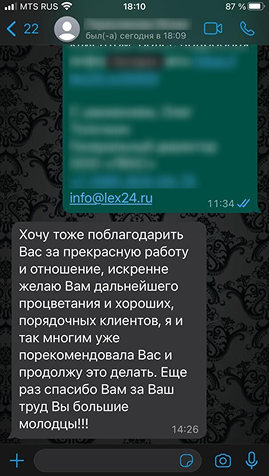 MTS RUS
18:10
87 %
22
был(-а) сегодня в 18:09
info@lex24.ru
11:34
Хочу тоже поблагодарить
Вас за прекрасную работу
и отношение, искренне
желаю Вам дальнейшего
процветания и хороших,
порядочных клиентов, я и
так многим уже
порекомендовала Вас и
продолжу это делать. Еще
раз спасибо Вам за Ваш
труд Вы большие
молодцы!!!
14:26